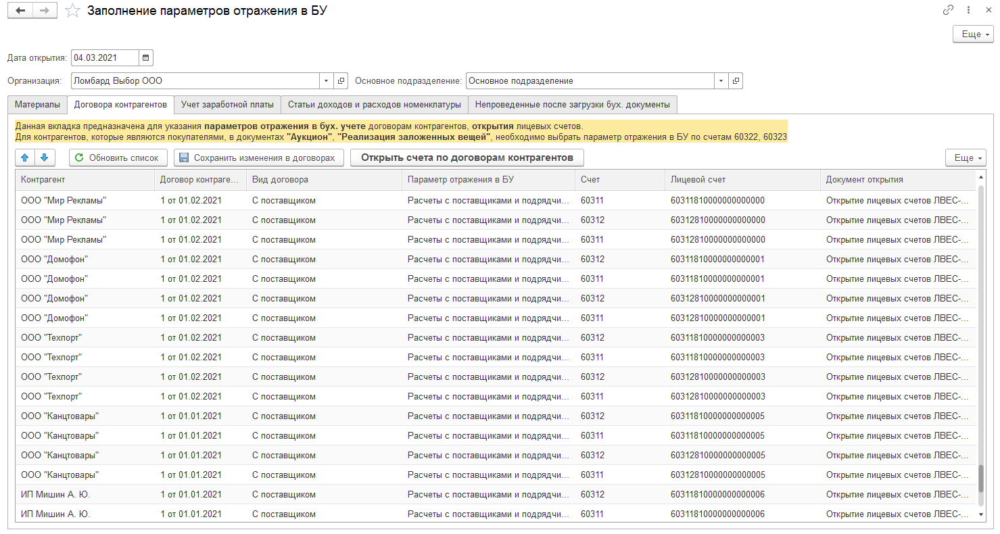 Заполнение параметров отражения в БУ
Еще
Дата открытия: 04.03.2021
Организация: Ломбард Выбор ООО Основное подразделение: Основное подразделение
Материалы Договора контрагентов Учет заработной платы Статьи доходов и расходов номенклатуры Непроведенные после загрузки бух. документы
Данная вкладка предназначена для указания параметров отражения в бух. учете договорам контрагентов, открытия лицевых счетов.
Для контрагентов, которые являются покупателями, в документах "Аукцион", "Реализация заложенных вещей", необходимо выбрать параметр отражения в БУ по счетам 60322, 60323
Обновить список Сохранить изменения в договорах Открыть счета по договорам контрагентов Еще
Контрагент Договор контраге... Вид договора Параметр отражения в БУ Счет Лицевой счет Документ открытия
ООО "Мир Рекламы" 1 от 01.02.2021 С поставщиком Расчеты с поставщиками и подрядчи... 60311 60311810000000000000 Открытие лицевых счетов ЛВЕС-...
ООО "Мир Рекламы" 1 от 01.02.2021 С поставщиком Расчеты с поставщиками и подрядчи... 60312 60312810000000000000 Открытие лицевых счетов ЛВЕС-...
ООО "Мир Рекламы" 1 от 01.02.2021 С поставщиком Расчеты с поставщиками и подрядчи... 60311 60312810000000000000 Открытие лицевых счетов ЛВЕС-...
ООО "Домофон" 1 от 01.02.2021 С поставщиком Расчеты с поставщиками и подрядчи... 60312 60311810000000000001 Открытие лицевых счетов ЛВЕС-...
ООО "Домофон" 1 от 01.02.2021 С поставщиком Расчеты с поставщиками и подрядчи... 60311 60311810000000000001 Открытие лицевых счетов ЛВЕС-...
ООО "Домофон" 1 от 01.02.2021 С поставщиком Расчеты с поставщиками и подрядчи... 60312 60312810000000000001 Открытие лицевых счетов ЛВЕС-...
ООО "Домофон" 1 от 01.02.2021 С поставщиком Расчеты с поставщиками и подрядчи... 60311 60312810000000000001 Открытие лицевых счетов ЛВЕС-...
ООО "Техпорт" 1 от 01.02.2021 С поставщиком Расчеты с поставщиками и подрядчи... 60312 60311810000000000003 Открытие лицевых счетов ЛВЕС-...
ООО "Техпорт" 1 от 01.02.2021 С поставщиком Расчеты с поставщиками и подрядчи... 60311 60311810000000000003 Открытие лицевых счетов ЛВЕС-...
ООО "Техпорт" 1 от 01.02.2021 С поставщиком Расчеты с поставщиками и подрядчи... 60312 60312810000000000003 Открытие лицевых счетов ЛВЕС-...
ООО "Техпорт" 1 от 01.02.2021 С поставщиком Расчеты с поставщиками и подрядчи... 60311 60312810000000000003 Открытие лицевых счетов ЛВЕС-...
ООО "Канцтовары" 1 от 01.01.2021 С поставщиком Расчеты с поставщиками и подрядчи... 60312 60311810000000000005 Открытие лицевых счетов ЛВЕС-...
ООО "Канцтовары" 1 от 01.01.2021 С поставщиком Расчеты с поставщиками и подрядчи... 60311 60311810000000000005 Открытие лицевых счетов ЛВЕС-...
ООО "Канцтовары" 1 от 01.01.2021 С поставщиком Расчеты с поставщиками и подрядчи... 60312 60312810000000000005 Открытие лицевых счетов ЛВЕС-...
ООО "Канцтовары" 1 от 01.01.2021 С поставщиком Расчеты с поставщиками и подрядчи... 60311 60312810000000000005 Открытие лицевых счетов ЛВЕС-...
ИП Мишин А. Ю. 1 от 01.01.2021 С поставщиком Расчеты с поставщиками и подрядчи... 60312 60311810000000000006 Открытие лицевых счетов ЛВЕС-...
ИП Мишин А. Ю. 1 от 01.01.2021 С поставщиком Расчеты с поставщиками и подрядчи... 60311 60311810000000000006 Открытие лицевых счетов ЛВЕС-...